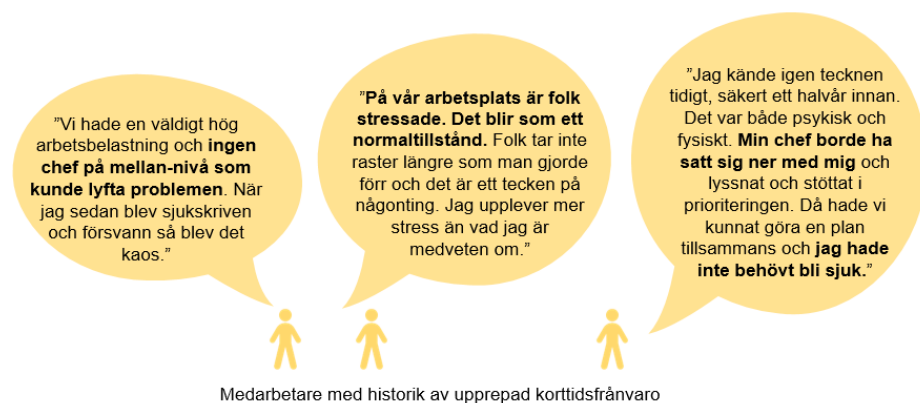 ”Vi hade en väldigt hög
arbetsbelastning och ingen
chef på mellan-nivå som
kunde lyfta problemen. När
jag sedan blev sjukskriven
och försvann så blev det
kaos.”
”På vår arbetsplats är folk
stressade. Det blir som ett
normaltillstånd. Folk tar inte
raster längre som man gjorde
förr och det är ett tecken på
någonting. Jag upplever mer
stress än vad jag är
medveten om.”
”Jag kände igen tecknen
tidigt, säkert ett halvår innan.
Det var både psykisk och
fysiskt. Min chef borde ha
satt sig ner med mig och
lyssnat och stöttat i
prioriteringen. Då hade vi
kunnat göra en plan
tillsammans och jag hade
inte behövt bli sjuk.”
Medarbetare med historik av upprepad korttidsfrånvaro